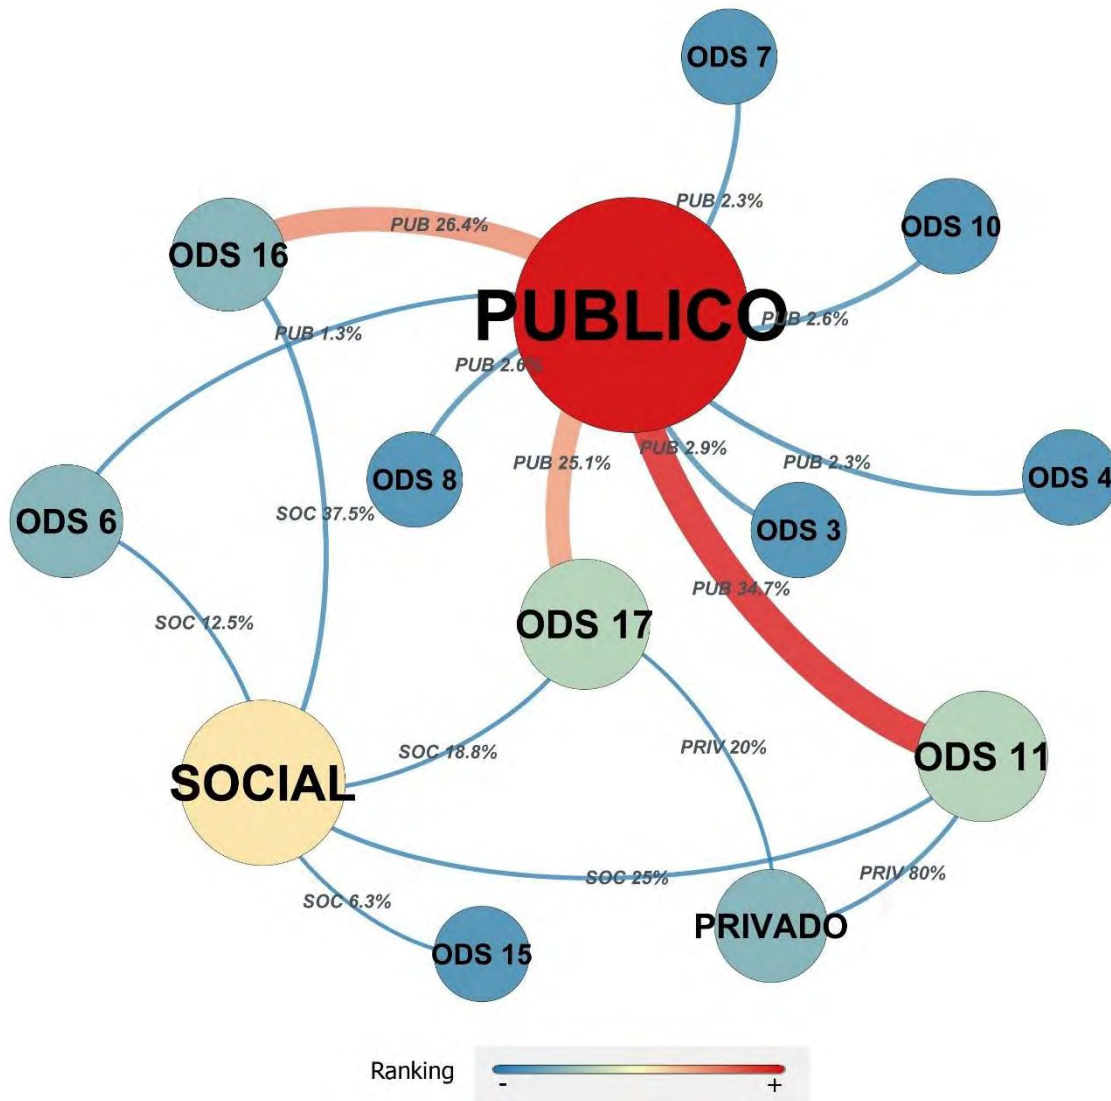 ODS 7
PUB 2.3%
ODS 10
PUB 26.4%
ODS 16
PUBLICO
PUB 2.6%
PUB 1.3%
PUB 2.6%
PUB 2.9%
PUB 25.1%
PUB 2.3%
ODS 4
ODS 8
SOC 37.5%
ODS 6
ODS 3
PUB 34.7%
SOC 12.5%
ODS 17
SOC 18.8%
PRIV 20%
ODS 11
SOCIAL
SOC 25%
PRIV 80%
SOC 6.3%
PRIVADO
ODS 15
Ranking
- +